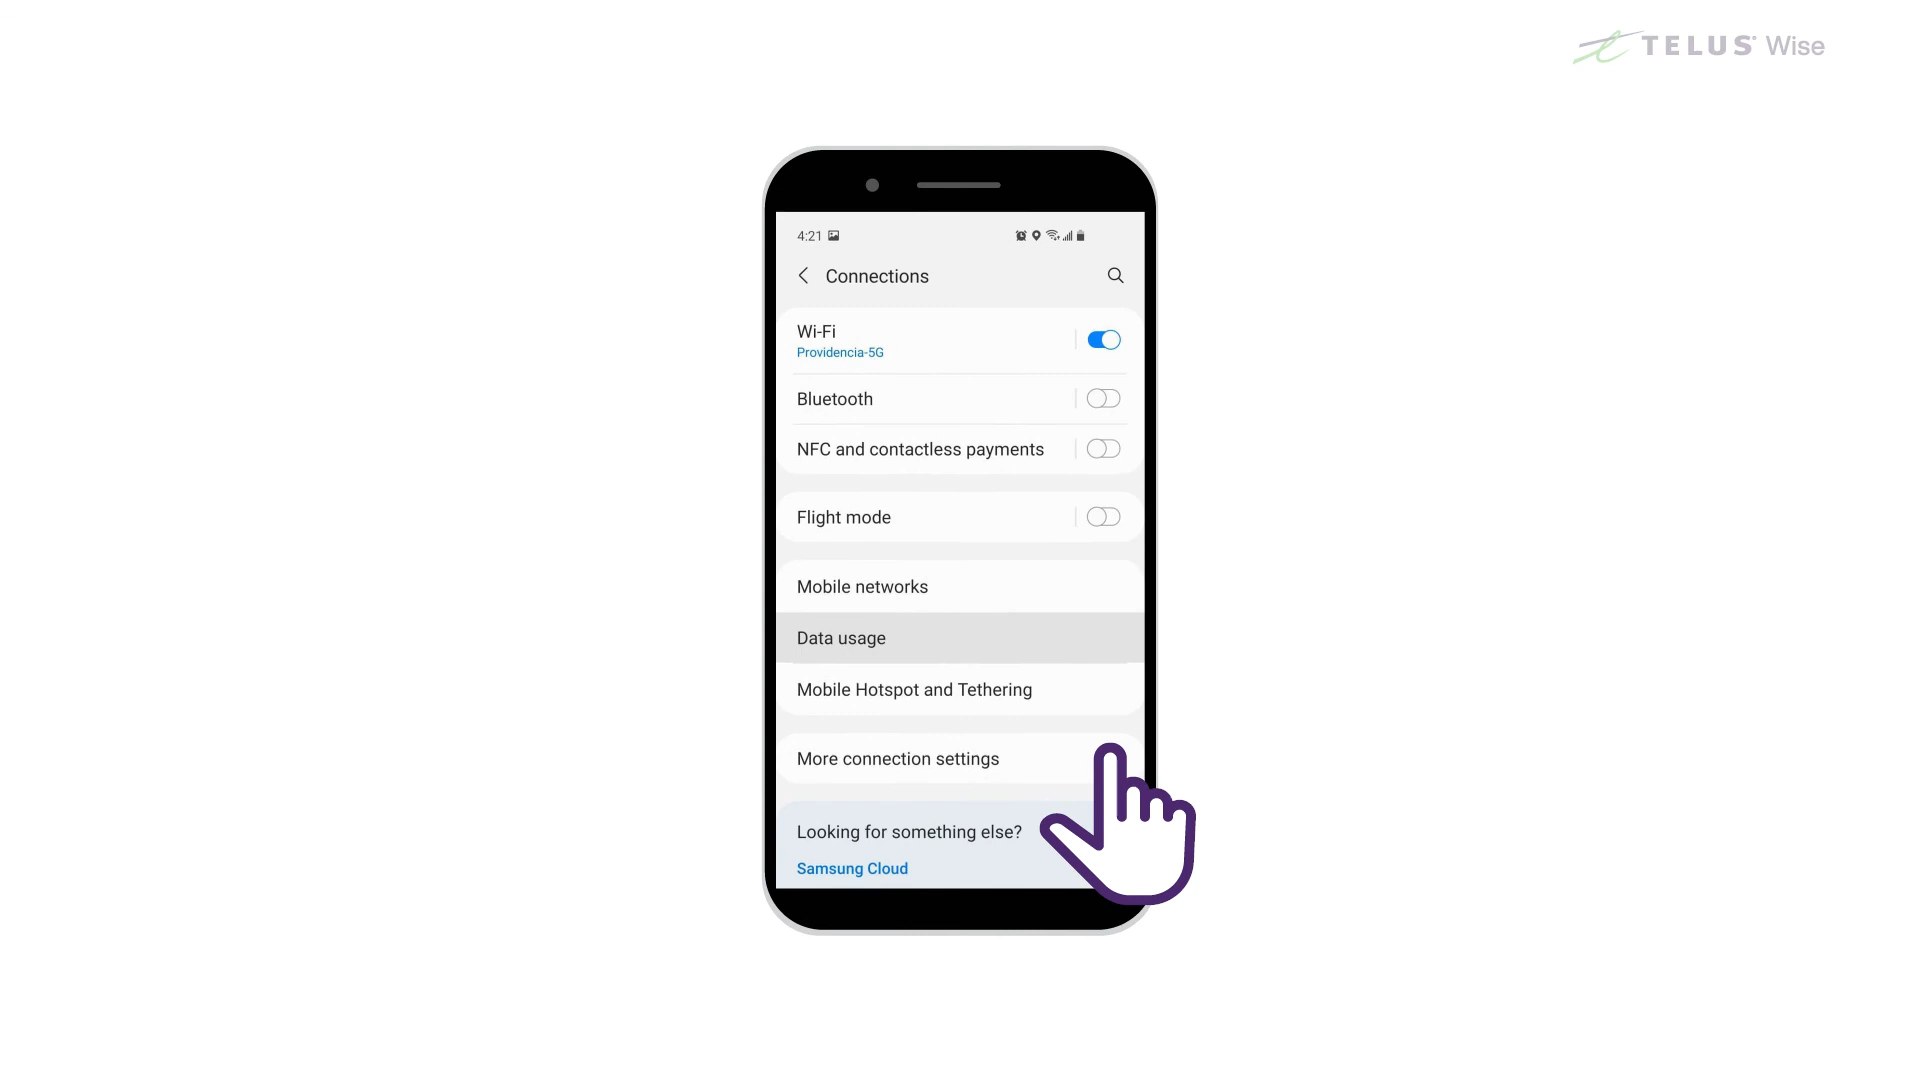 TELUS® Wise
4:21
Connections
Wi-Fi
Providencia-5G
Bluetooth
NFC and contactless payments
Flight mode
Mobile networks
Data usage
Mobile Hotspot and Tethering
More connection settings
Looking for something else?
Samsung Cloud